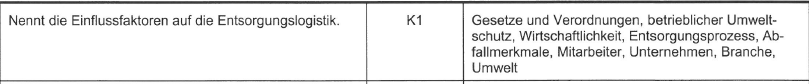 Nennt die Einflussfaktoren auf die Entsorgungslogistik.
K1
Gesetze und Verordnungen, betrieblicher Umwelt-
schutz, Wirtschaftlichkeit, Entsorgungsprozess, Ab-
fallmerkmale, Mitarbeiter, Unternehmen, Branche,
Umwelt